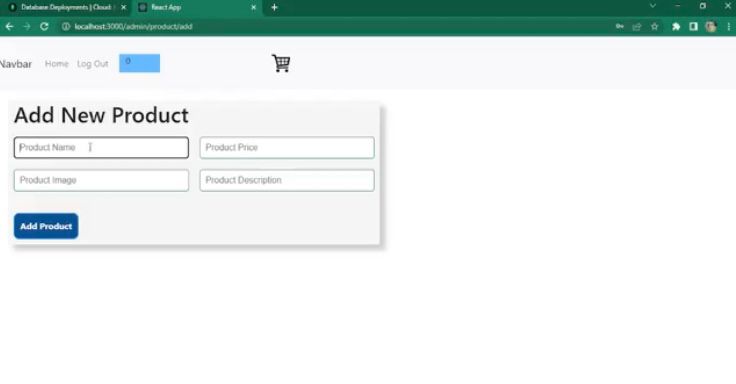 Database Deployments | Cloud:
React App
localhost:3000/admin/product/add
Navbar
Home
Log Out
0
Add New Product
Product Name
Product Price
Product Image
Product Description
Add Product